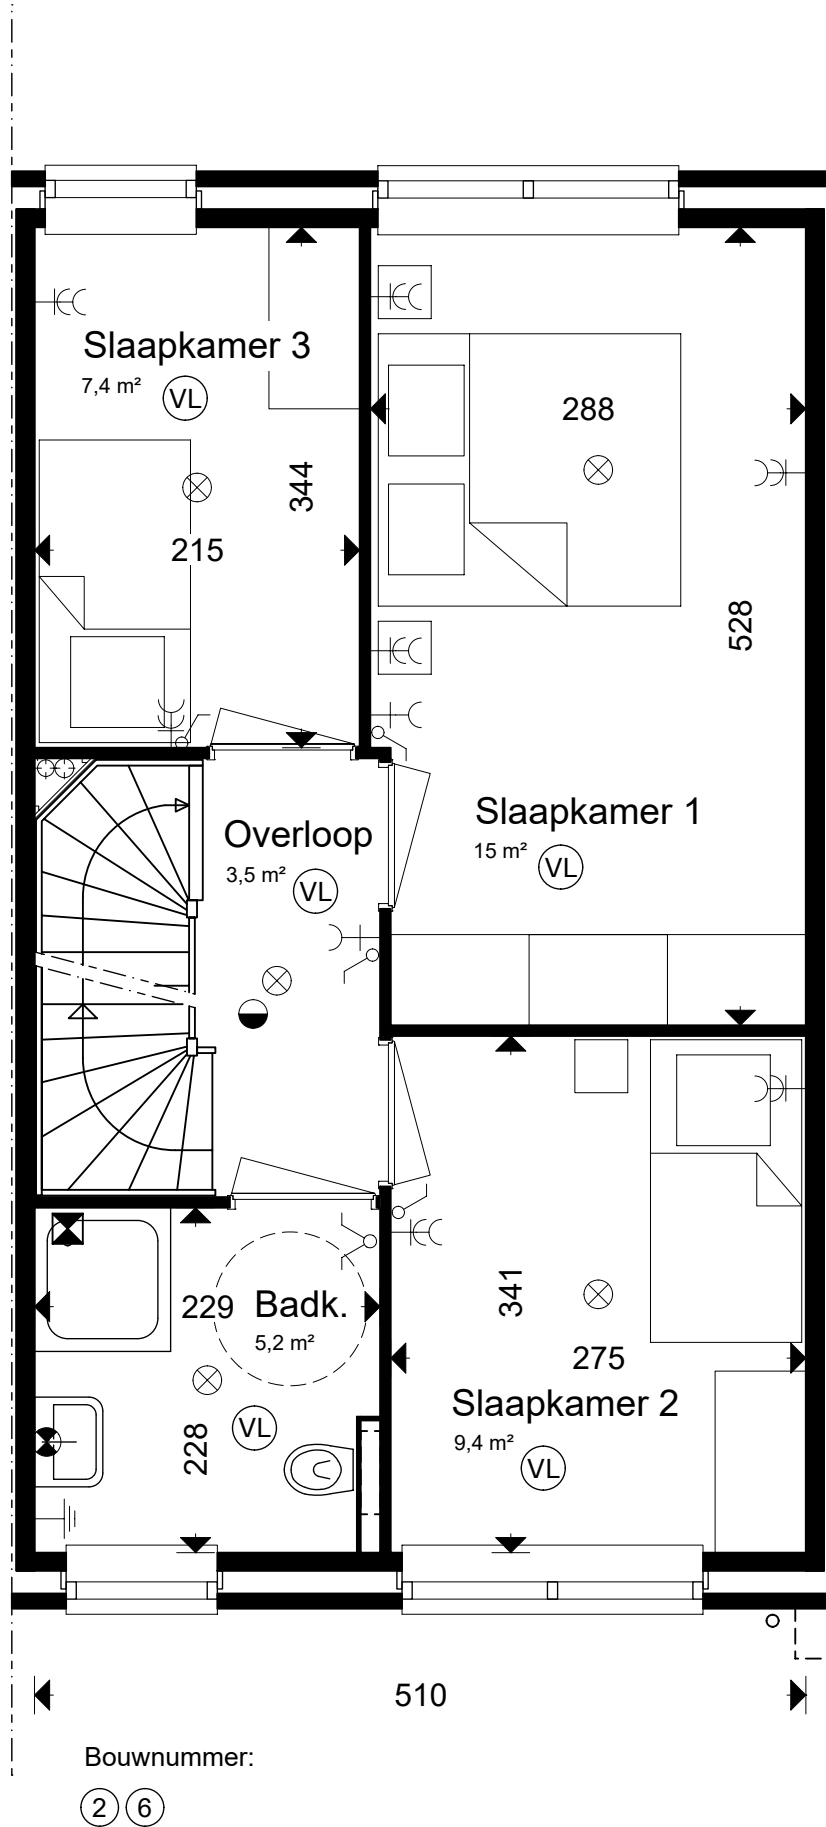 Slaapkamer 3
7,4 m²
VL
288
344
215
528
Slaapkamer 1
15 m²
VL
Overloop
3,5 m²
VL
341
229
Badk.
5,2 m²
275
Slaapkamer 2
9,4 m²
VL
228
VL
510
Bouwnummer:
2 6